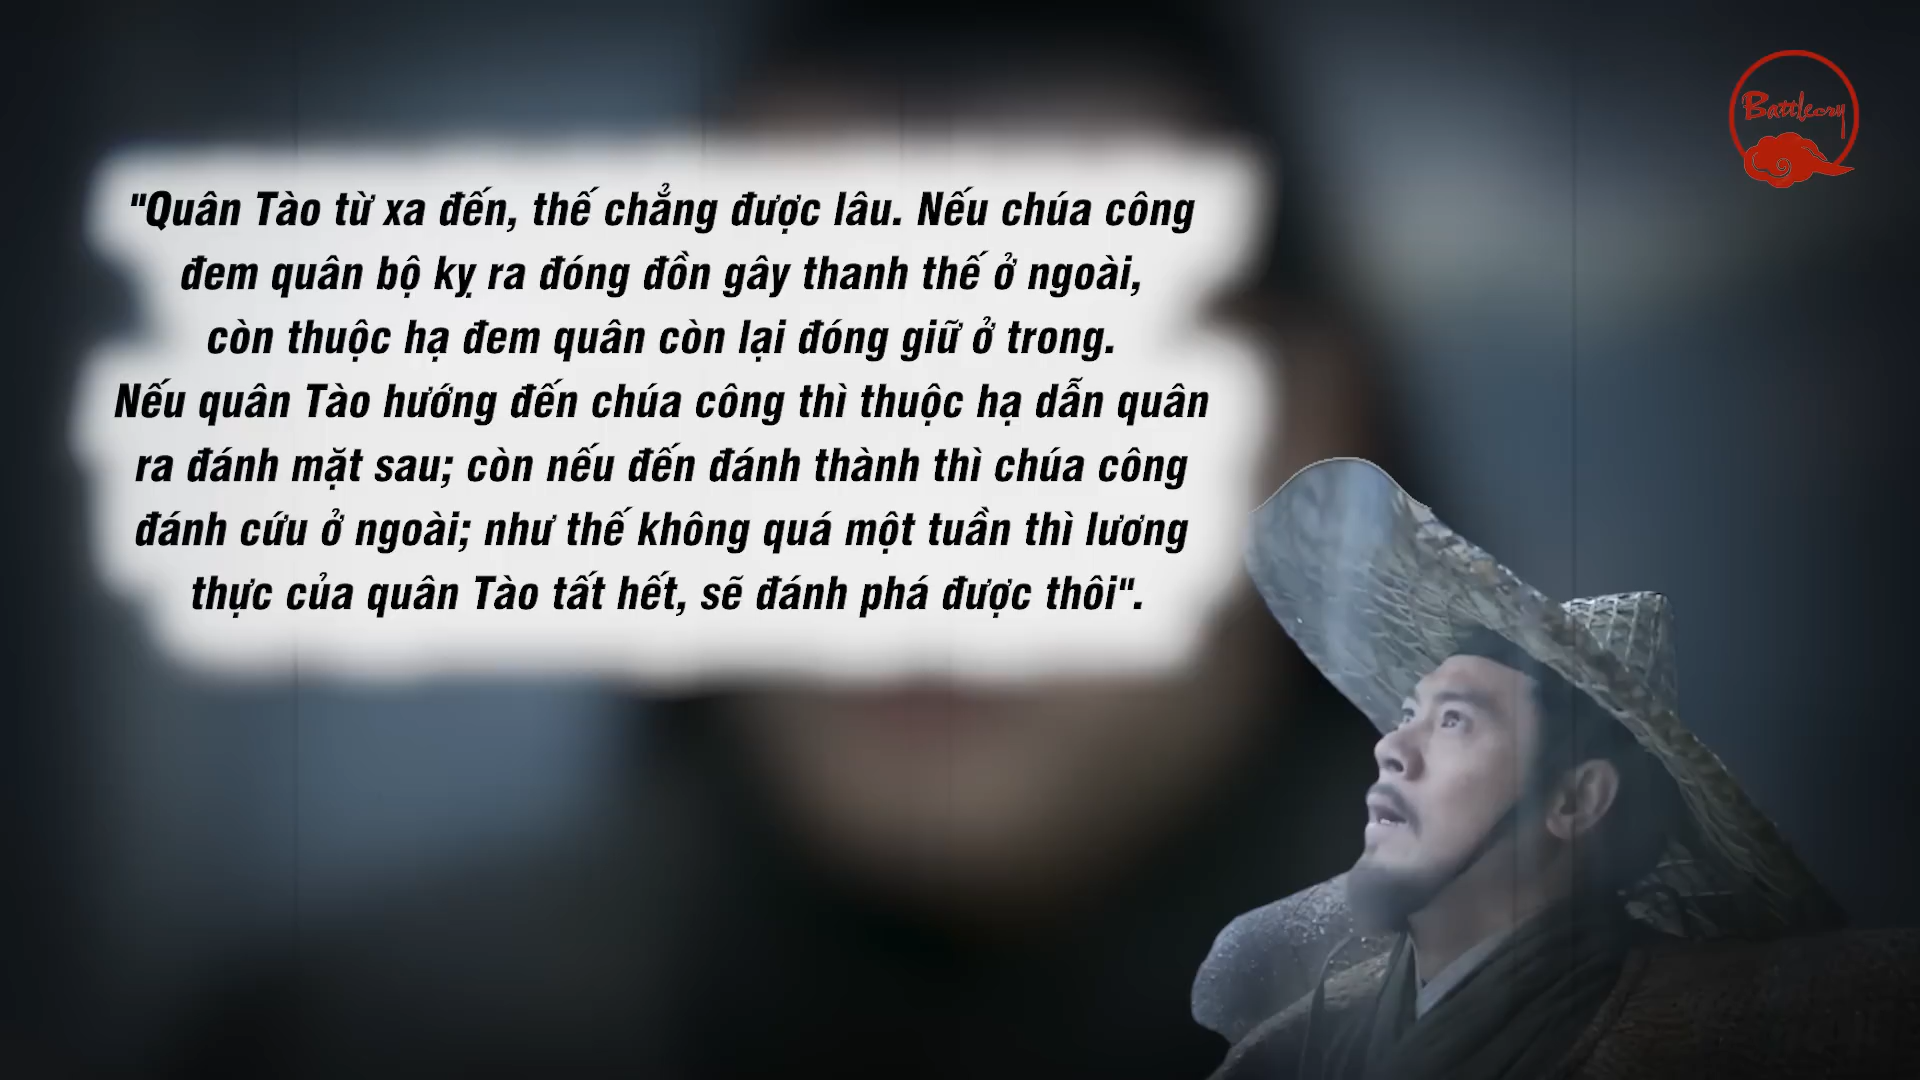 Battlecry
"Quân Tào từ xa đến, thế chẳng được lâu. Nếu chúa công
đem quân bộ kỵ ra đóng đồn gây thanh thế ở ngoài,
còn thuộc hạ đem quân còn lại đóng giữ ở trong.
Nếu quân Tào hướng đến chúa công thì thuộc hạ dẫn quân
ra đánh mặt sau; còn nếu đến đánh thành thì chúa công
đánh cứu ở ngoài; như thế không quá một tuần thì lương
thực của quân Tào tất hết, sẽ đánh phá được thôi".